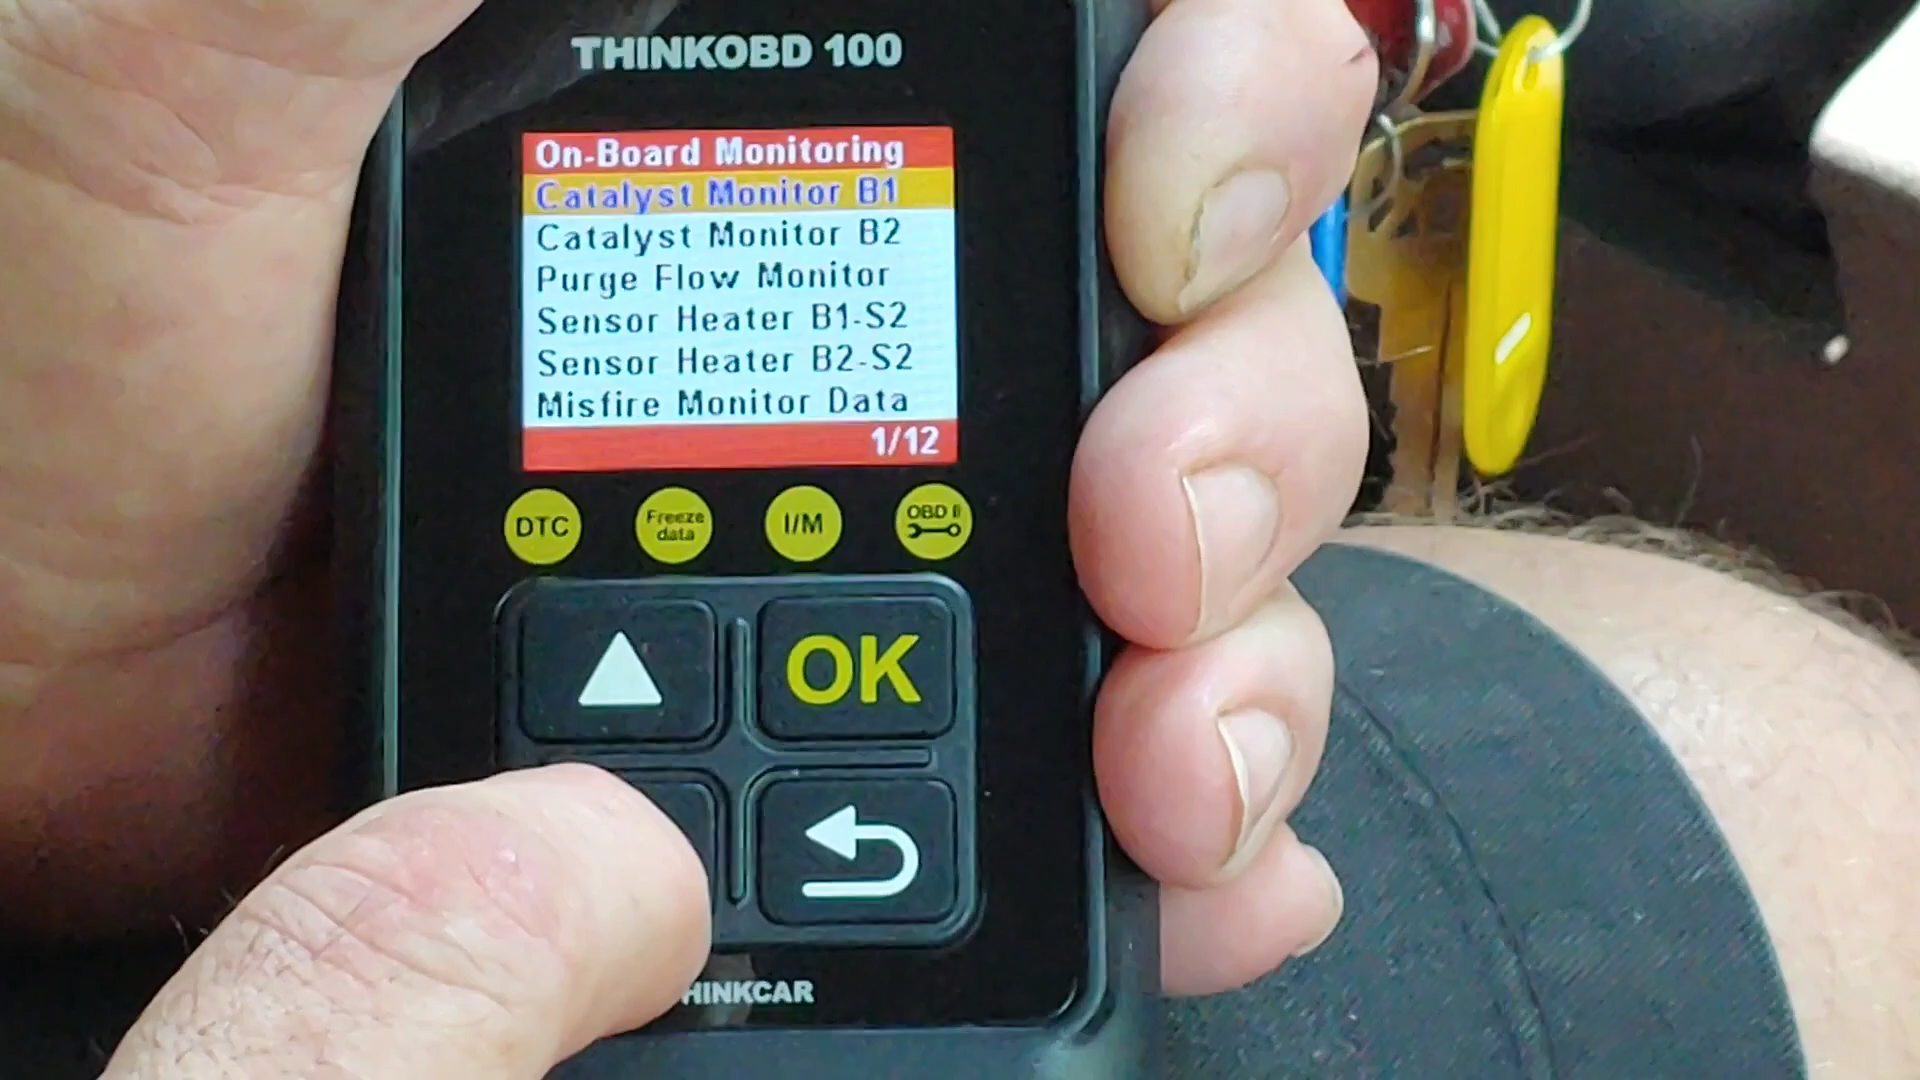 THINKOBD 100
On-Board Monitoring
Catalyst Monitor B1
Catalyst Monitor B2
Purge Flow Monitor
Sensor Heater B1-S2
Sensor Heater B2-S2
Misfire Monitor Data
1/12
DTC
Freeze
data
I/M
OBD II
OK
HINKCAR